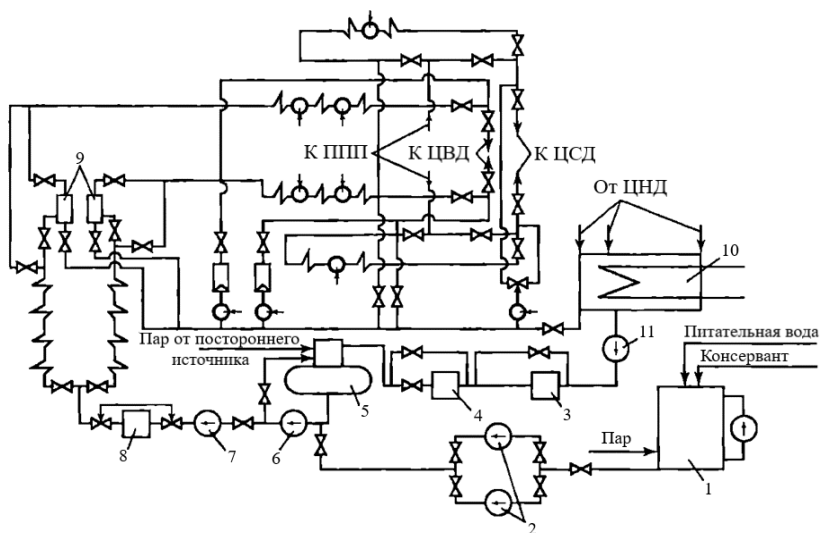 К ППП
К ЦВД
К ЦСД
9
От ЦНД
10
11
Пар от постороннего
источника
Питательная вода
Консервант
5
4
3
8
7
6
Пар
1
2